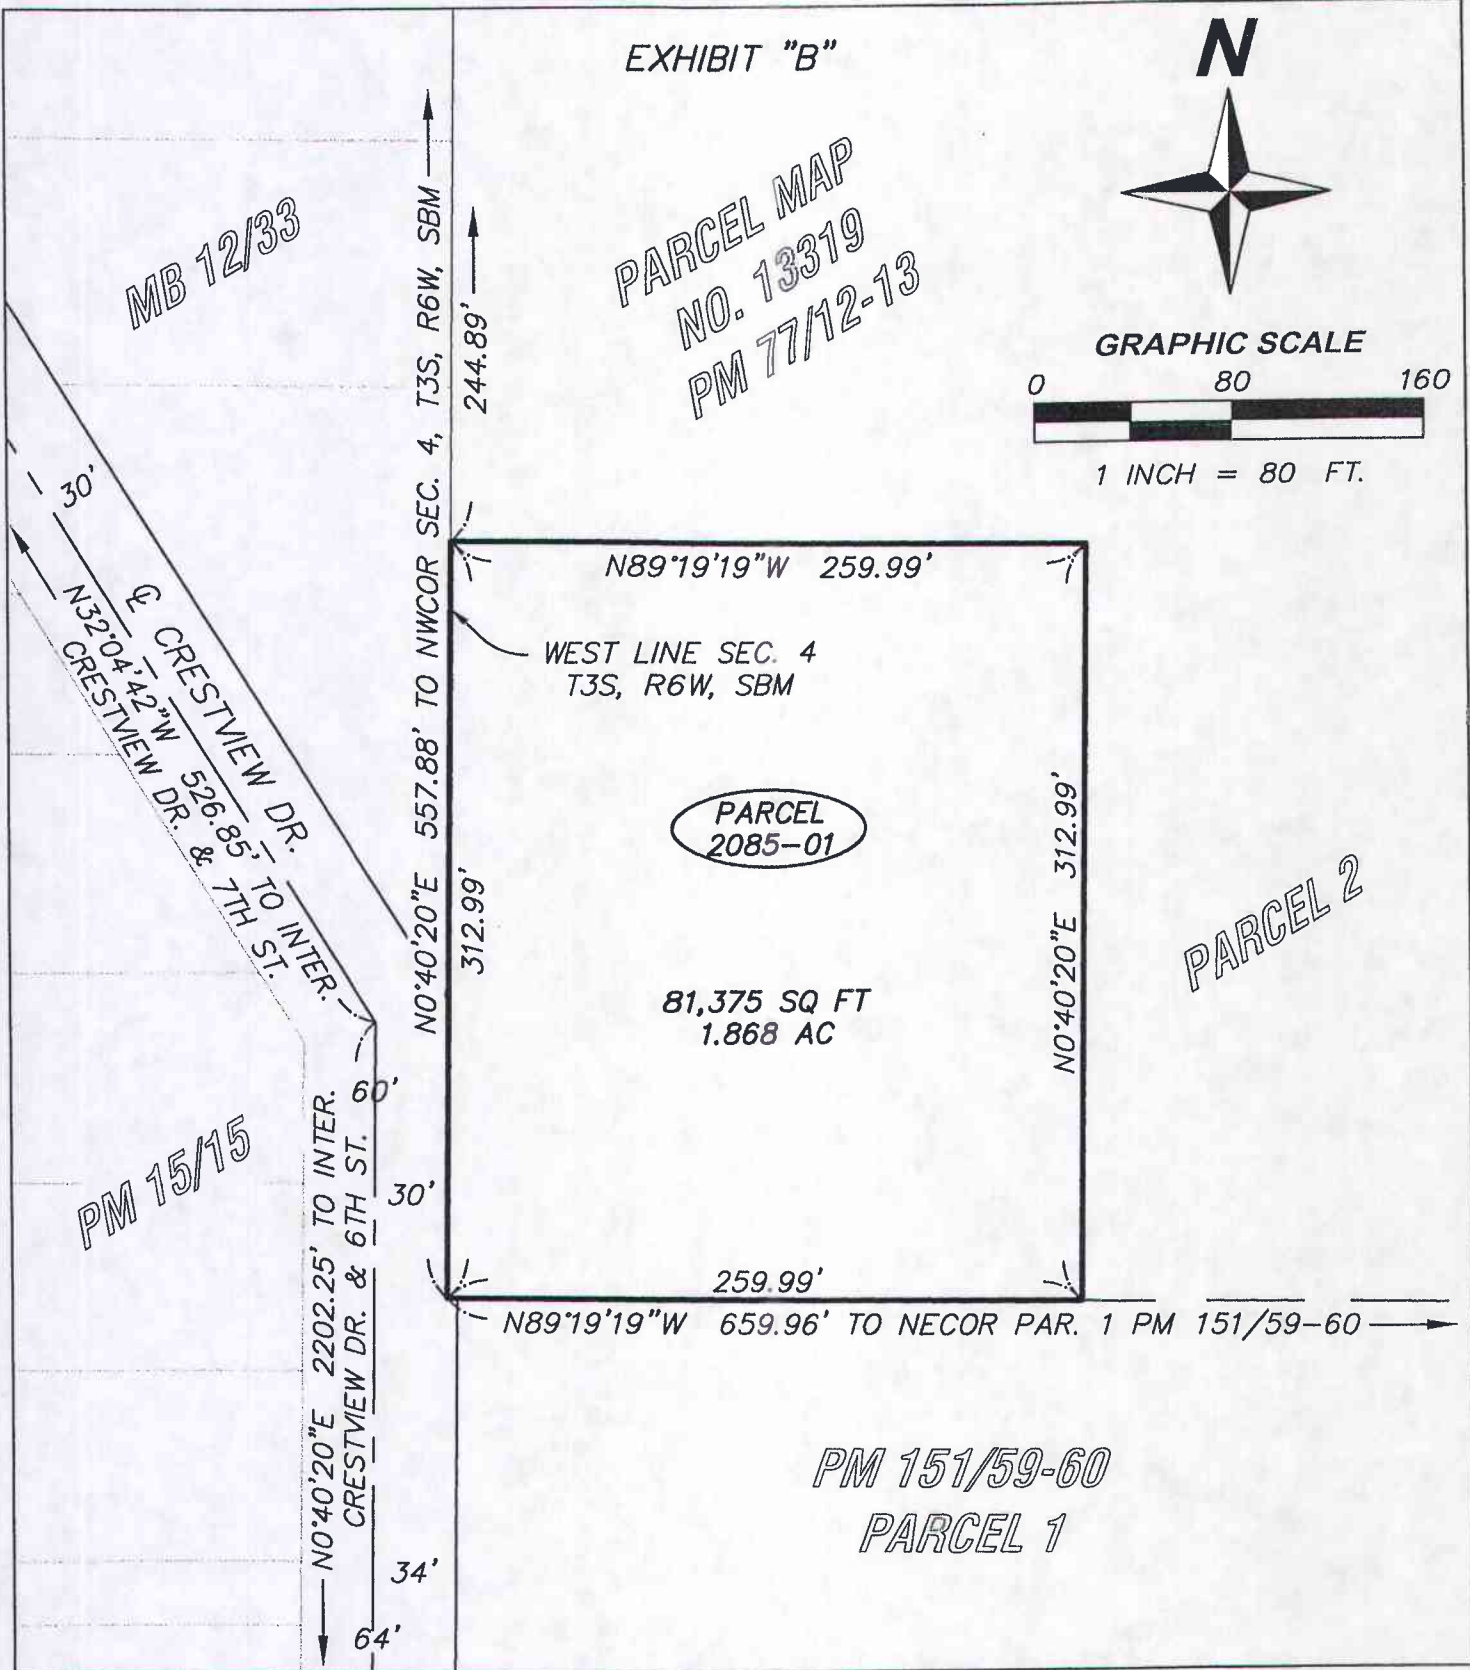 EXHIBIT "B"
N
MB 12/33
PARCEL MAP
NO. 13319
PM 77/12-13
GRAPHIC SCALE
0 80 160
1 INCH = 80 FT.
N0°40'20"E 557.88' TO NWCOR SEC. 4, T3S, R6W, SBM
244.89'
30'
℄ CRESTVIEW DR.
N32°04'42"W 526.85' TO INTER.
CRESTVIEW DR. & 7TH ST.
N89°19'19"W 259.99'
WEST LINE SEC. 4
T3S, R6W, SBM
312.99'
PARCEL
2085-01
N0°40'20"E 312.99'
PARCEL 2
81,375 SQ FT
1.868 AC
60'
PM 15/15
30'
N0°40'20"E 2202.25' TO INTER.
CRESTVIEW DR. & 6TH ST.
259.99'
N89°19'19"W 659.96' TO NECOR PAR. 1 PM 151/59-60
PM 151/59-60
PARCEL 1
34'
64'